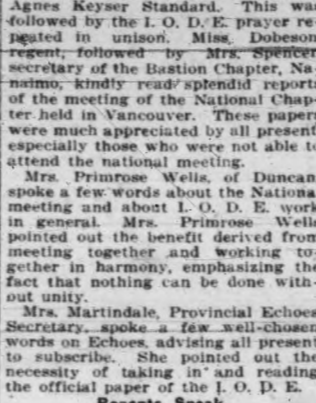 Agnes Keyser Standard. This wa
followed by the I. O. D. E. prayer re-
peated in unison. Miss. Dobeson
regent, followed by Mrs. Spencer
secretary of the Bastion Chapter, Na-
naimo, kindly read splendid report
of the meeting of the National Chap-
ter held in Vancouver. These paper
were much appreciated by all present
especially those who were not able t
attend the national meeting.
Mrs. Primrose Wells, of Duncan
spoke a few words about the Nationa
meeting and about I. O. D. E. work
in general. Mrs. Primrose Well
pointed out the benefit derived from
meeting together and working to-
gether in harmony, emphasizing the
fact that nothing can be done with-
out unity.
Mrs. Martindale, Provincial Echoes
Secretary, spoke a few well-chosen
words on Echoes, advising all present
to subscribe. She pointed out the
necessity of taking in and reading
the official paper of the I. O. D. E.